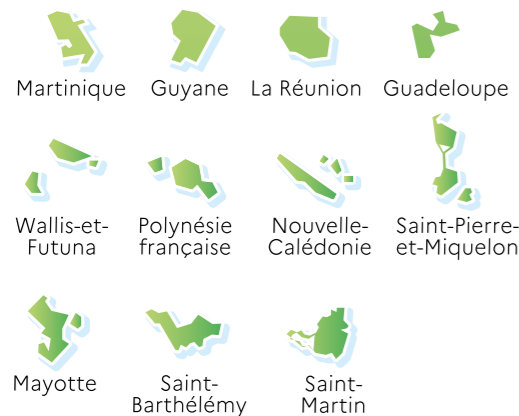 Martinique
Guyane
La Réunion
Guadeloupe
Wallis-et-
Futuna
Polynésie
française
Nouvelle-
Calédonie
Saint-Pierre-
et-Miquelon
Mayotte
Saint-
Barthélémy
Saint-
Martin